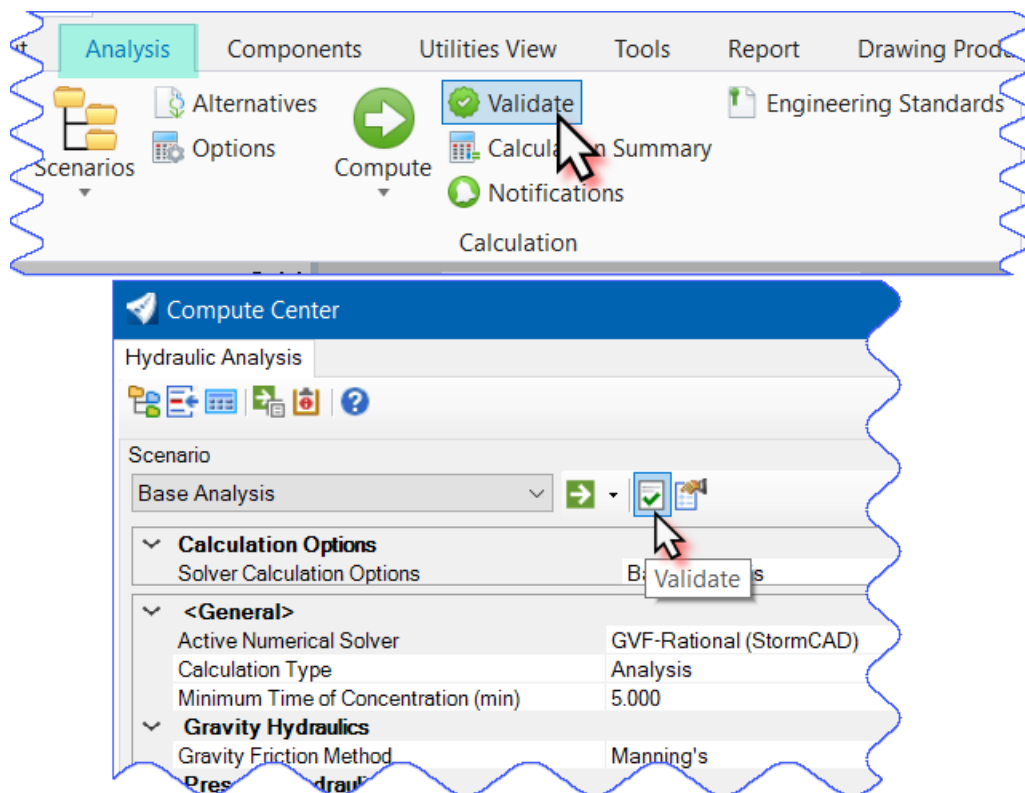 Analysis Components Utilities View Tools Report Drawing
Alternatives Validate Engineering Standards
Options Summary
Scenarios Compute
Notifications
Calculation
Compute Center
Hydraulic Analysis
Scenario
Base Analysis
Calculation Options
Solver Calculation Options
Validate
<General>
Active Numerical Solver GVF-Rational (StormCAD)
Calculation Type Analysis
Minimum Time of Concentration (min) 5.000
Gravity Hydraulics
Gravity Friction Method Manning's